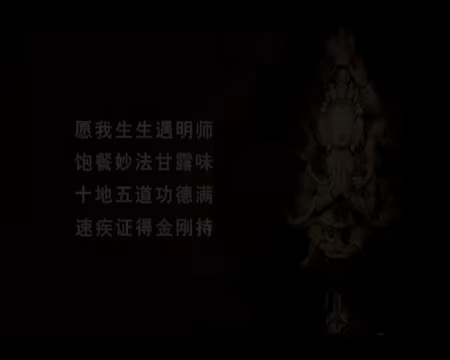 愿我生生遇明师
饱餐妙法甘露味
十地五道功德满
速疾证得金刚持